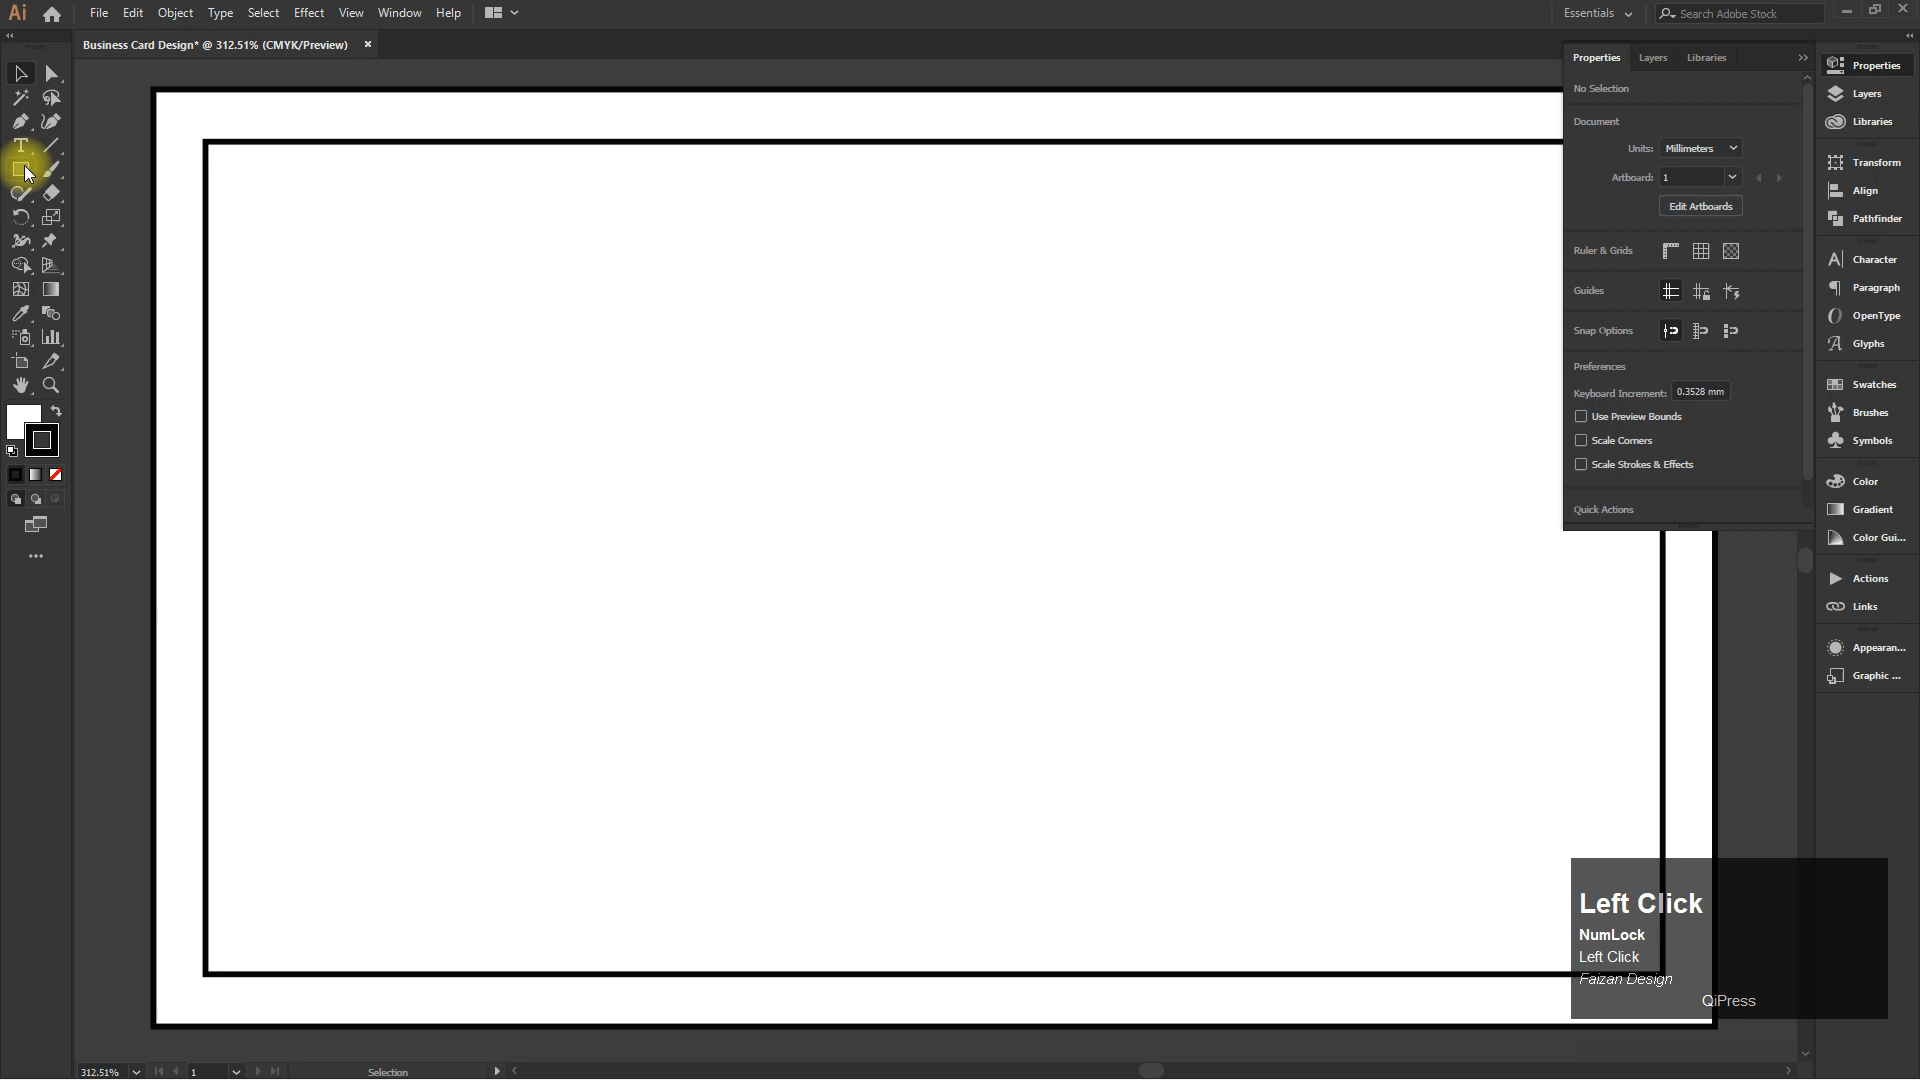 Ai File Edit Object Type Select Effect View Window Help Essentials Search Adobe Stock
Business Card Design* @ 312.51% (CMYK/Preview)
Properties Layers Libraries
No Selection
Document
Units: Millimeters
Artboard: 1
Edit Artboards
Ruler & Grids
Guides
Snap Options
Preferences
Keyboard Increment: 0.3528 mm
Use Preview Bounds
Scale Corners
Scale Strokes & Effects
Quick Actions
Properties
Layers
Libraries
Transform
Align
Pathfinder
Character
Paragraph
OpenType
Glyphs
Swatches
Brushes
Symbols
Color
Gradient
Color Gui...
Actions
Links
Appearan...
Graphic ...
Left Click
NumLock
Left Click
Faizan Design
QiPress
312.51% 1 Selection